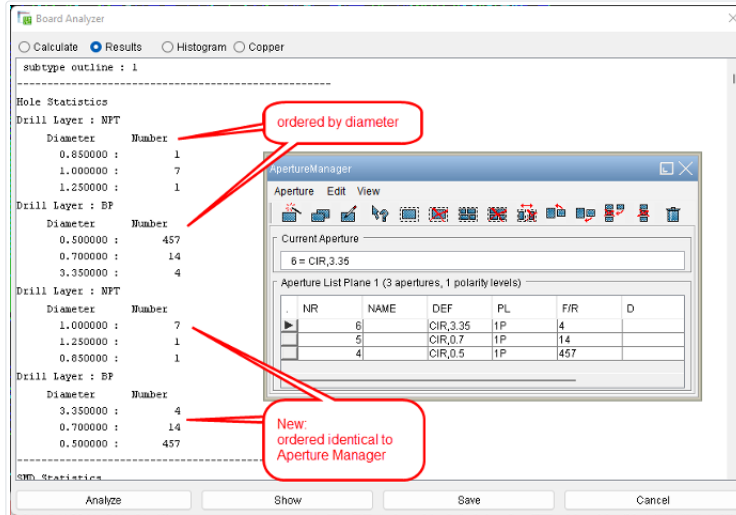 Board Analyzer
Calculate Results Histogram Copper
subtype outline : 1
Hole Statistics
Drill Layer : NPT
Diameter Number
0.850000 : 1
1.000000 : 7
1.250000 : 1
Drill Layer : BP
Diameter Number
0.500000 : 457
0.700000 : 14
3.350000 : 4
Drill Layer : NPT
Diameter Number
1.000000 : 7
1.250000 : 1
0.850000 : 1
Drill Layer : BP
Diameter Number
3.350000 : 4
0.700000 : 14
0.500000 : 457
SMD Statistics
ordered by diameter
ApertureManager
Aperture Edit View
Current Aperture
6 = CIR,3.35
Aperture List Plane 1 (3 apertures, 1 polarity levels)
. NR NAME DEF PL F/R D
6 CIR,3.35 1P 4
5 CIR,0.7 1P 14
4 CIR,0.5 1P 457
New:
ordered identical to
Aperture Manager
Analyze Show Save Cancel